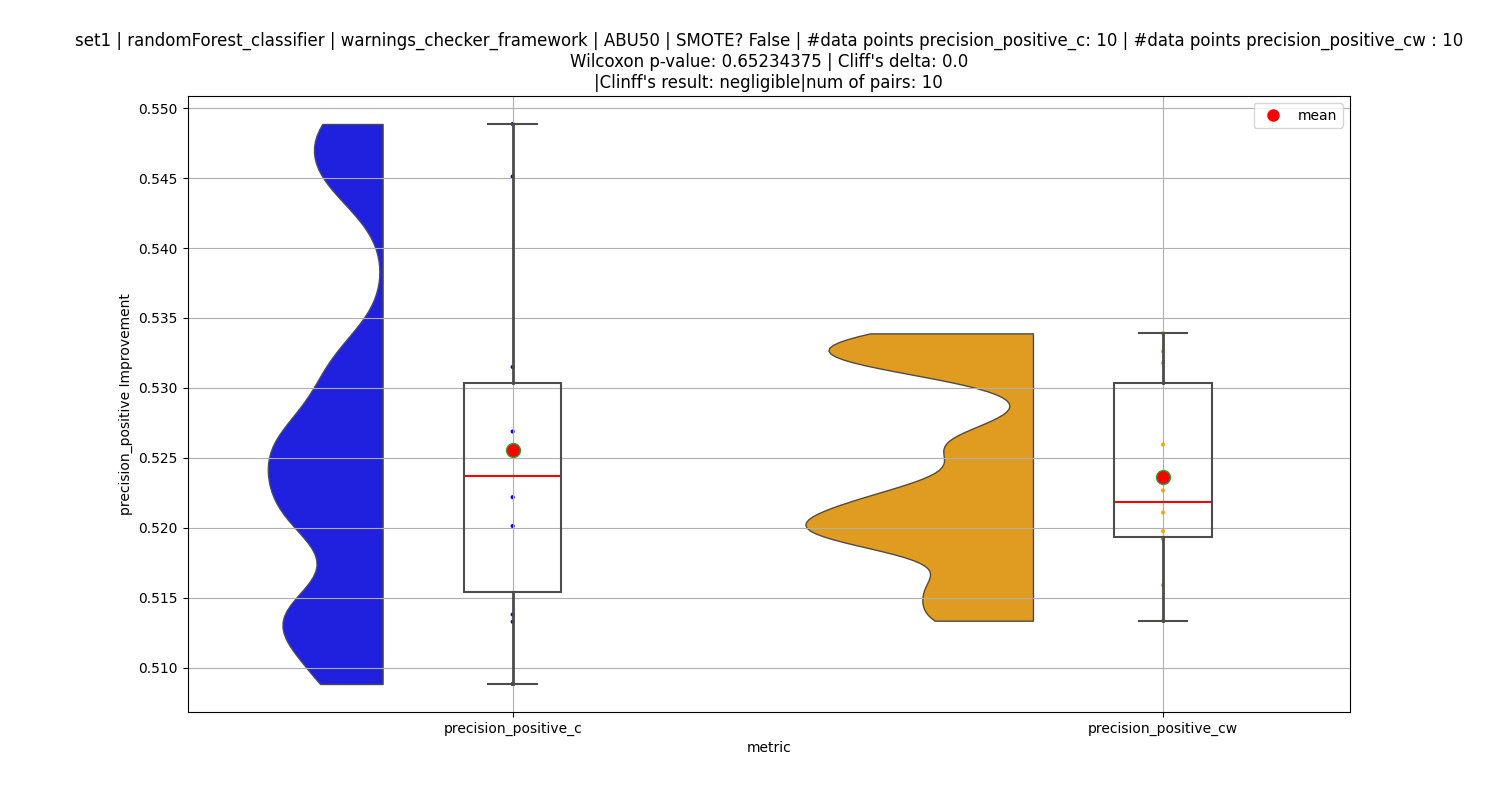 set1 | randomForest_classifier | warnings_checker_framework | ABU50 | SMOTE? False | #data points precision_positive_c: 10 | #data points precision_positive_cw : 10
Wilcoxon p-value: 0.65234375 | Cliff's delta: 0.0
|Clinff's result: negligible|num of pairs: 10
mean
0.550
0.545
0.540
0.535
0.530
0.525
0.520
0.515
0.510
precision_positive Improvement
precision_positive_c
precision_positive_cw
metric